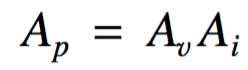 A_p = A_v A_i